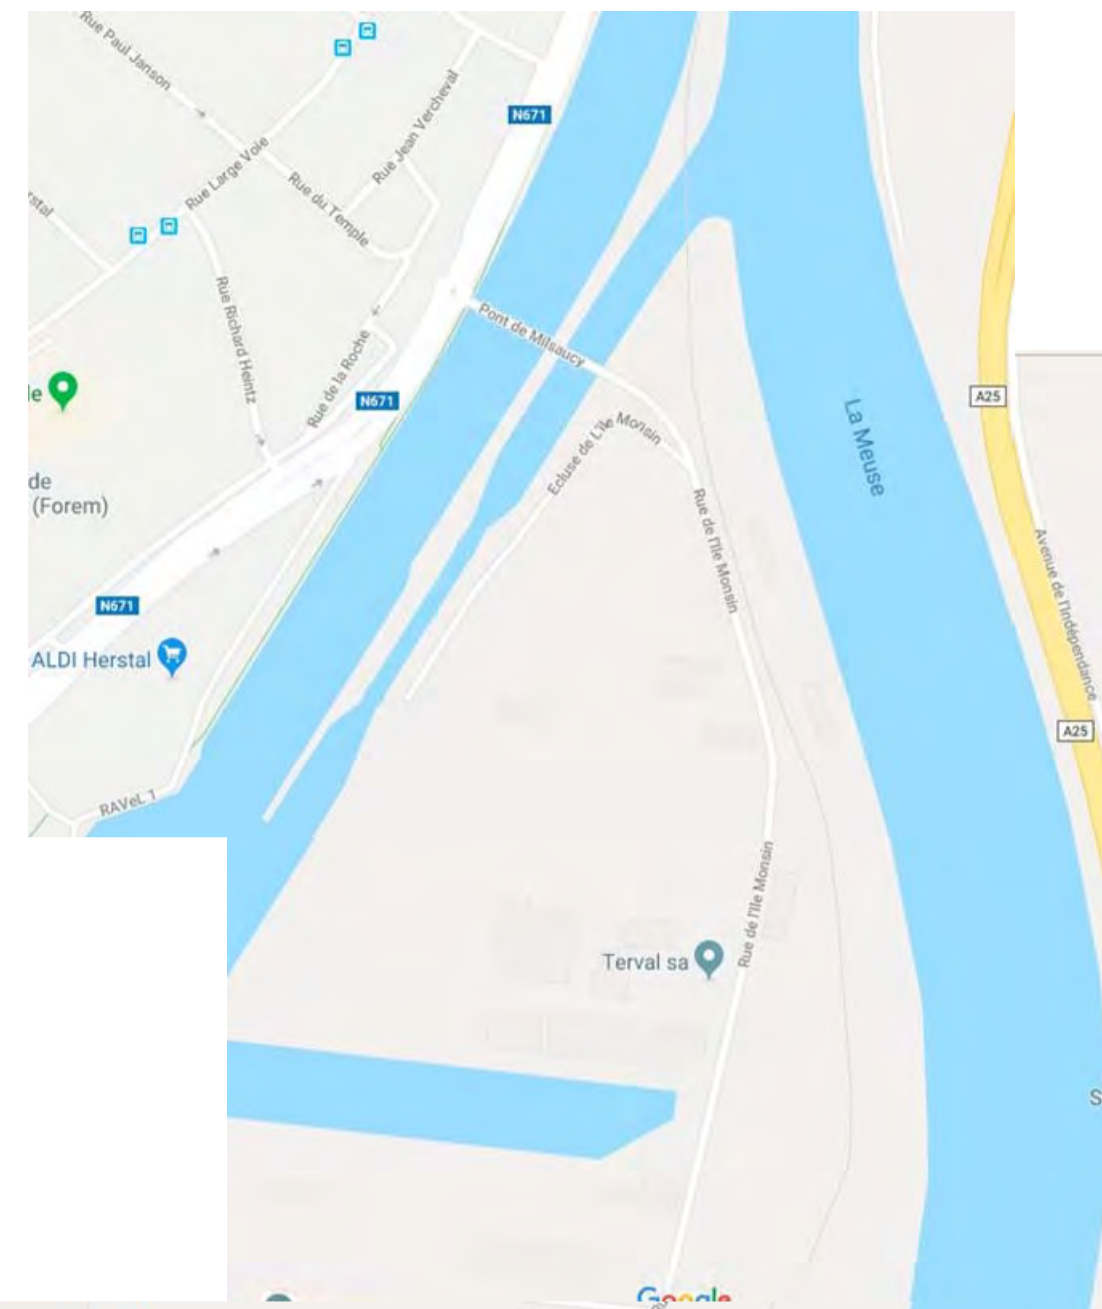 Rue Paul Janson
Rue Jean Vercheval
N671
Rue Large Voie
Rue du Temple
Rue Richard Heintz
Pont de Milsaucy
Rue de la Roche
N671
A25
La Meuse
Ecluse de L'île Monsin
de
(Forem)
Rue de l'Ile Monsin
Avenue de l'Indépendance
N671
ALDI Herstal
A25
RAVeL 1
Rue de l'Ile Monsin
Terval sa
Google